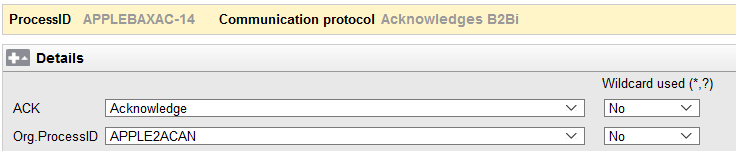 ProcessID APPLEBAXAC-14 Communication protocol Acknowledges B2Bi
Details
Wildcard used (*,?)
ACK Acknowledge No
Org.ProcessID APPLE2ACAN No